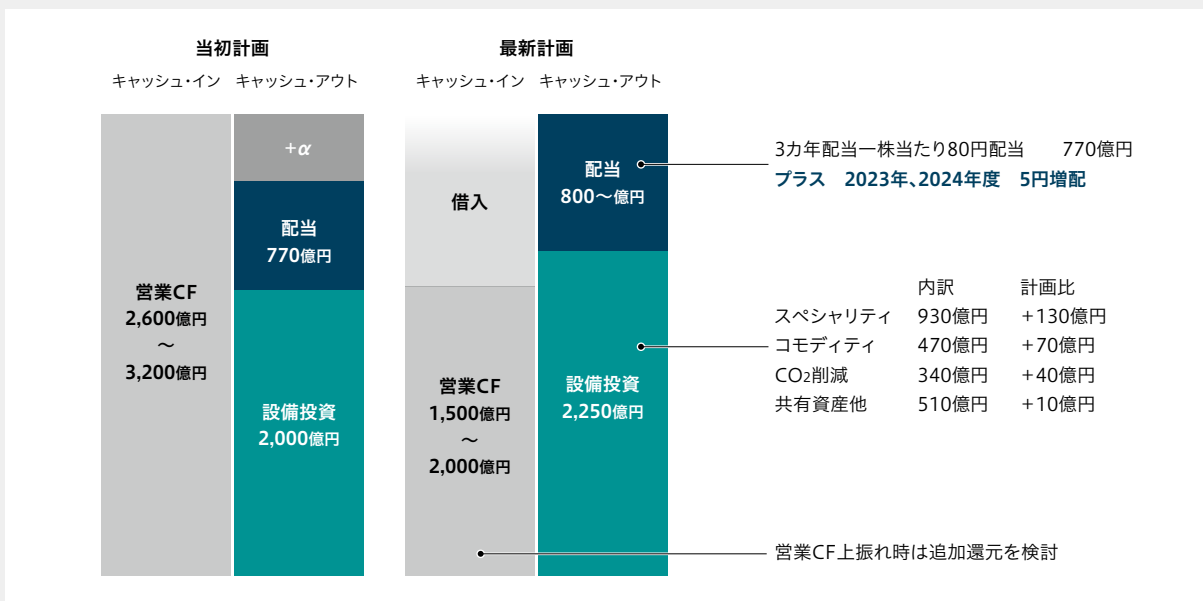 当初計画
キャッシュ・イン キャッシュ・アウト
営業CF
2,600億円
～
3,200億円
+α
配当
770億円
設備投資
2,000億円
最新計画
キャッシュ・イン キャッシュ・アウト
借入
営業CF
1,500億円
～
2,000億円
配当
800～億円
設備投資
2,250億円
3カ年配当一株当たり80円配当 770億円
プラス 2023年、2024年度 5円増配
内訳 計画比
スペシャリティ 930億円 +130億円
コモディティ 470億円 +70億円
CO2削減 340億円 +40億円
共有資産他 510億円 +10億円
営業CF上振れ時は追加還元を検討